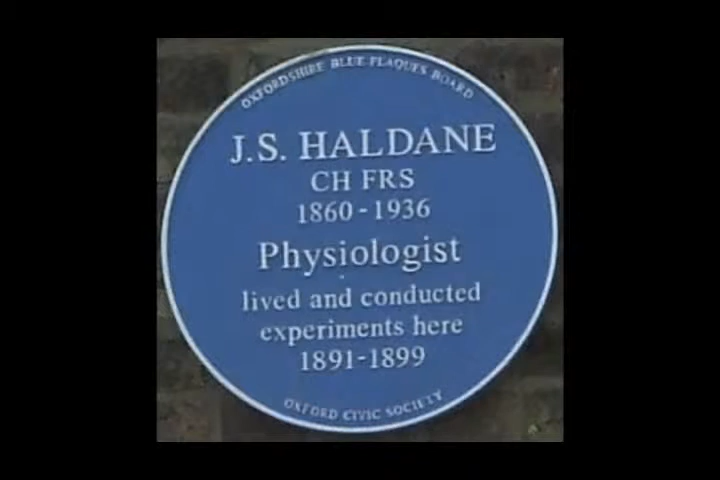 OXFORDSHIRE BLUE PLAQUES BOARD
J.S. HALDANE
CH FRS
1860-1936
Physiologist
lived and conducted
experiments here
1891-1899
OXFORD CIVIC SOCIETY